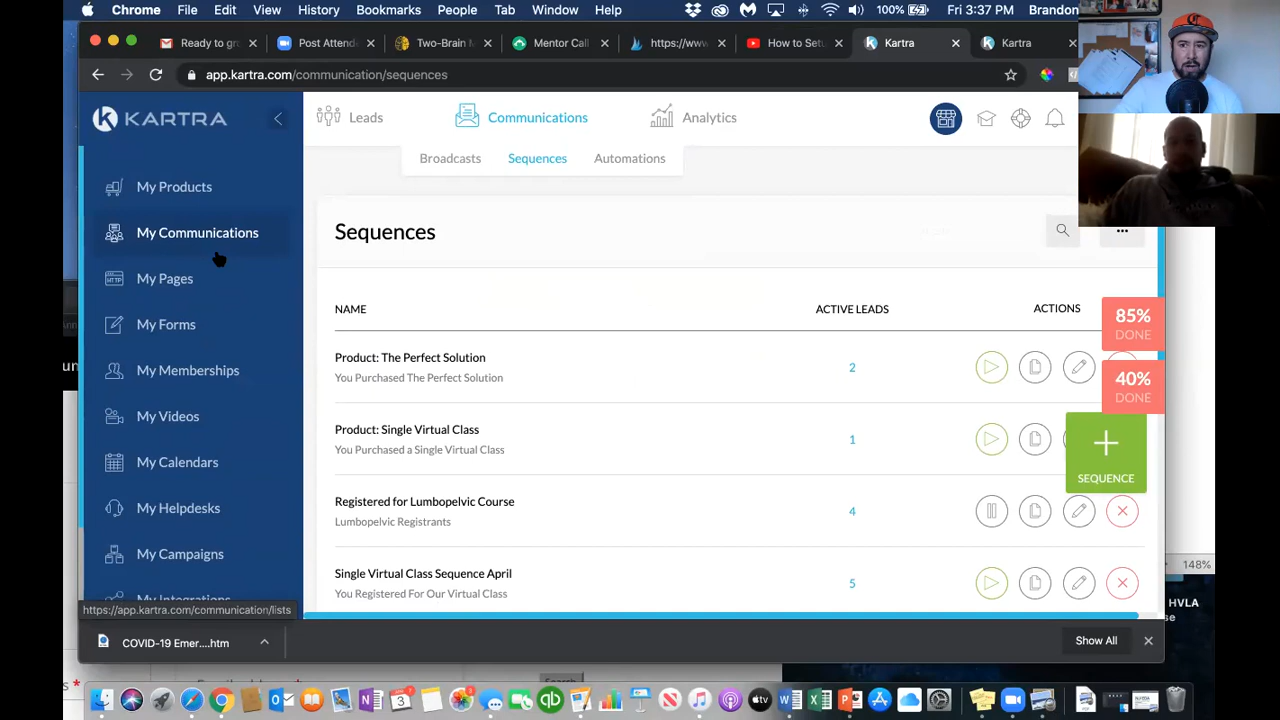 Chrome File Edit View History Bookmarks People Tab Window Help 100% Fri 3:37 PM Brandon
Ready to gr
Post Attend
Two-Brain M
Mentor Call
https://www
How to Setu
Kartra
Kartra
app.kartra.com/communication/sequences
KARTRA
Leads
Communications
Analytics
Broadcasts
Sequences
Automations
My Products
My Communications
My Pages
My Forms
My Memberships
My Videos
My Calendars
My Helpdesks
My Campaigns
My Integrations
Sequences
NAME ACTIVE LEADS ACTIONS
Product: The Perfect Solution
You Purchased The Perfect Solution
2
Product: Single Virtual Class
You Purchased a Single Virtual Class
1
Registered for Lumbopelvic Course
Lumbopelvic Registrants
4
Single Virtual Class Sequence April
You Registered For Our Virtual Class
5
85%
DONE
40%
DONE
SEQUENCE
148%
HVLA
https://app.kartra.com/communication/lists
COVID-19 Emer....htm
Show All
Search